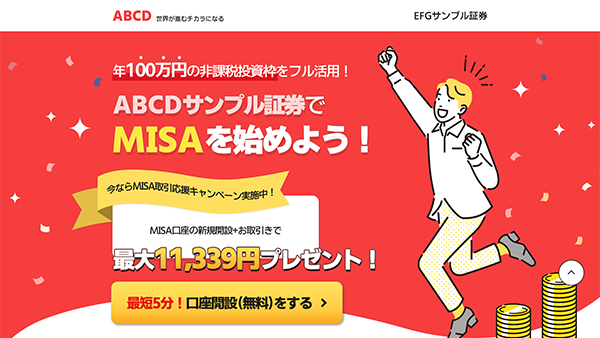 ABCD 世界が進むチカラになる
EFGサンプル証券
年100万円の非課税投資枠をフル活用！
ABCDサンプル証券で
MISAを始めよう！
今ならMISA取引応援キャンペーン実施中！
MISA口座の新規開設+お取引きで
最大11,339円プレゼント！
最短5分！口座開設（無料）をする